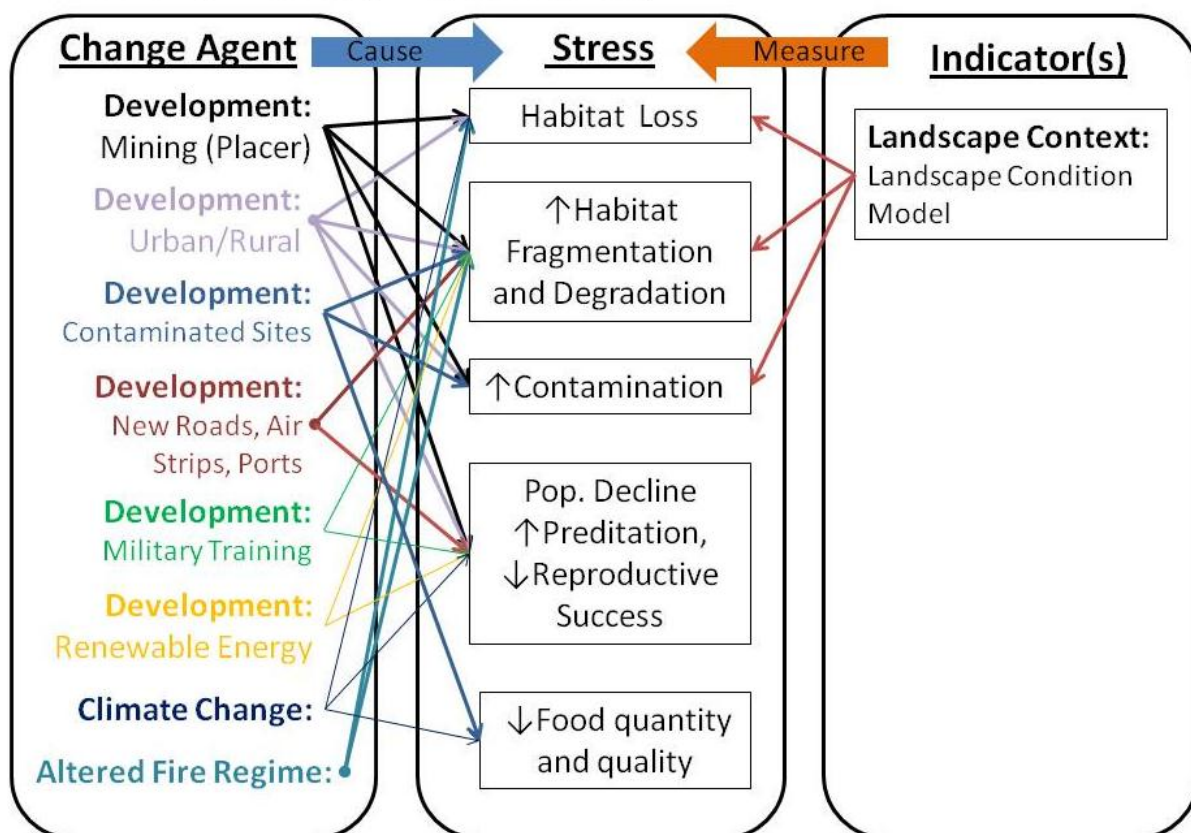 Change Agent
Cause
Stress
Measure
Indicator(s)
Development:
Mining (Placer)
Development:
Urban/Rural
Development:
Contaminated Sites
Development:
New Roads, Air
Strips, Ports
Development:
Military Training
Development:
Renewable Energy
Climate Change:
Altered Fire Regime:
Habitat Loss
↑Habitat
Fragmentation
and Degradation
↑Contamination
Pop. Decline
↑Preditation,
↓Reproductive
Success
↓Food quantity
and quality
Landscape Context:
Landscape Condition
Model